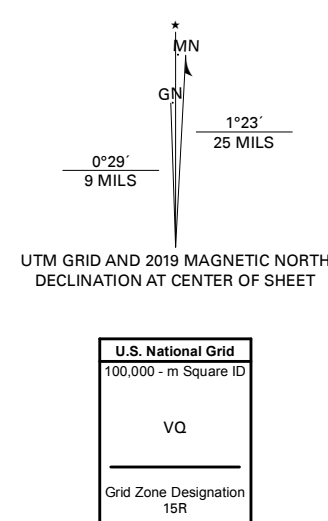 ★
MN
GN
1°23´
25 MILS
0°29´
9 MILS
UTM GRID AND 2019 MAGNETIC NORTH
DECLINATION AT CENTER OF SHEET
U.S. National Grid
100,000 - m Square ID
VQ
Grid Zone Designation
15R